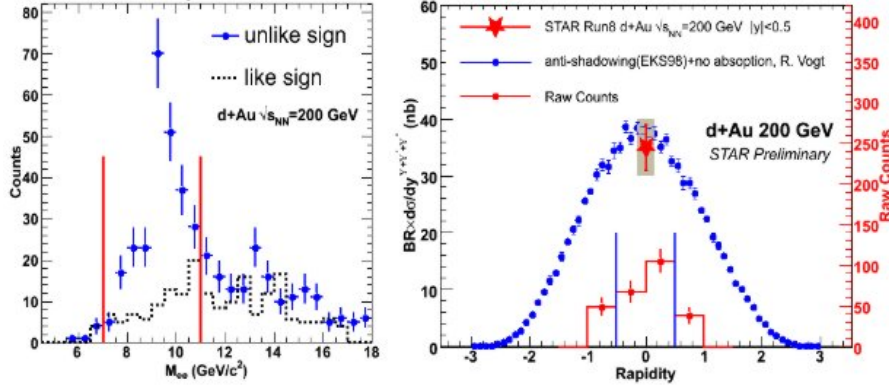 80
70
60
50
40
30
20
10
0
Counts
unlike sign
like sign
d+Au √s_NN=200 GeV
6 8 10 12 14 16 18
M_ee (GeV/c²)
60
50
40
30
20
10
0
BR×dσ/dy^Υ+Υ'+Υ'' (nb)
STAR Run8 d+Au √s_NN=200 GeV |y|<0.5
anti-shadowing(EKS98)+no absoption, R. Vogt
Raw Counts
d+Au 200 GeV
STAR Preliminary
-3 -2 -1 0 1 2 3
Rapidity
400
350
300
250
200
150
100
50
0
Raw Counts